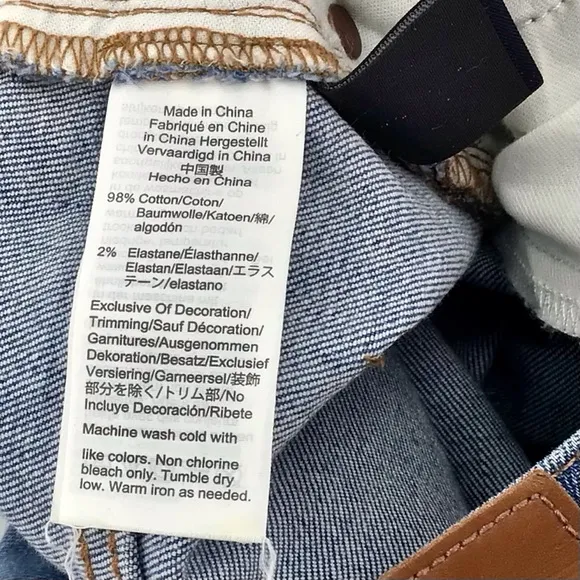 Made in China
Fabriqué en Chine
in China Hergestellt
Vervaardigd in China
中国製
Hecho en China
98% Cotton/Coton/
Baumwolle/Katoen/綿/
algodón
2% Elastane/Élasthanne/
Elastan/Elastaan/エラス
テーン/elastano
Exclusive Of Decoration/
Trimming/Sauf Décoration/
Garnitures/Ausgenommen
Dekoration/Besatz/Exclusief
Versiering/Garneersel/装飾
部分を除く/トリム部/No
Incluye Decoración/Ribete
Machine wash cold with
like colors. Non chlorine
bleach only. Tumble dry
low. Warm iron as needed.